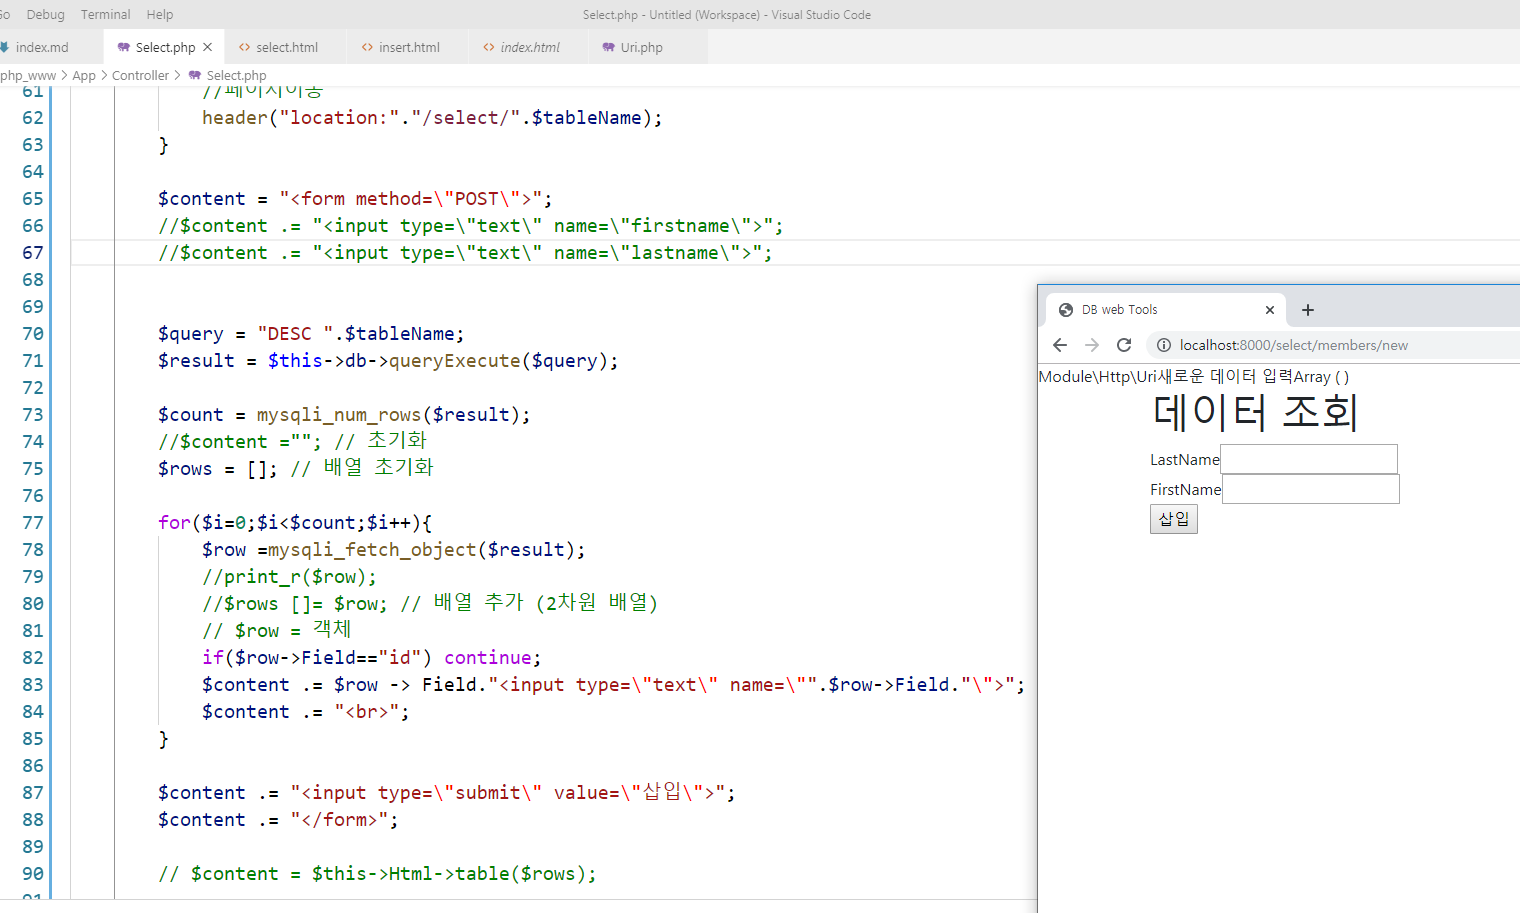 Go Debug Terminal Help
Select.php - Untitled (Workspace) - Visual Studio Code
index.md
Select.php
select.html
insert.html
index.html
Uri.php
php_www > App > Controller > Select.php
61 //페이지이동
62 header("location:"."/select/".$tableName);
63 }
64
65 $content = "<form method=\"POST\">";
66 //$content .= "<input type=\"text\" name=\"firstname\">";
67 //$content .= "<input type=\"text\" name=\"lastname\">";
68
69
70 $query = "DESC ".$tableName;
71 $result = $this->db->queryExecute($query);
72
73 $count = mysqli_num_rows($result);
74 //$content =""; // 초기화
75 $rows = []; // 배열 초기화
76
77 for($i=0;$i<$count;$i++){
78 $row =mysqli_fetch_object($result);
79 //print_r($row);
80 //$rows []= $row; // 배열 추가 (2차원 배열)
81 // $row = 객체
82 if($row->Field=="id") continue;
83 $content .= $row -> Field."<input type=\"text\" name=\"".$row->Field."\">";
84 $content .= "<br>";
85 }
86
87 $content .= "<input type=\"submit\" value=\"삽입\">";
88 $content .= "</form>";
89
90 // $content = $this->Html->table($rows);
91
DB web Tools
localhost:8000/select/members/new
Module\Http\Uri새로운 데이터 입력Array ( )
데이터 조회
LastName
FirstName
삽입